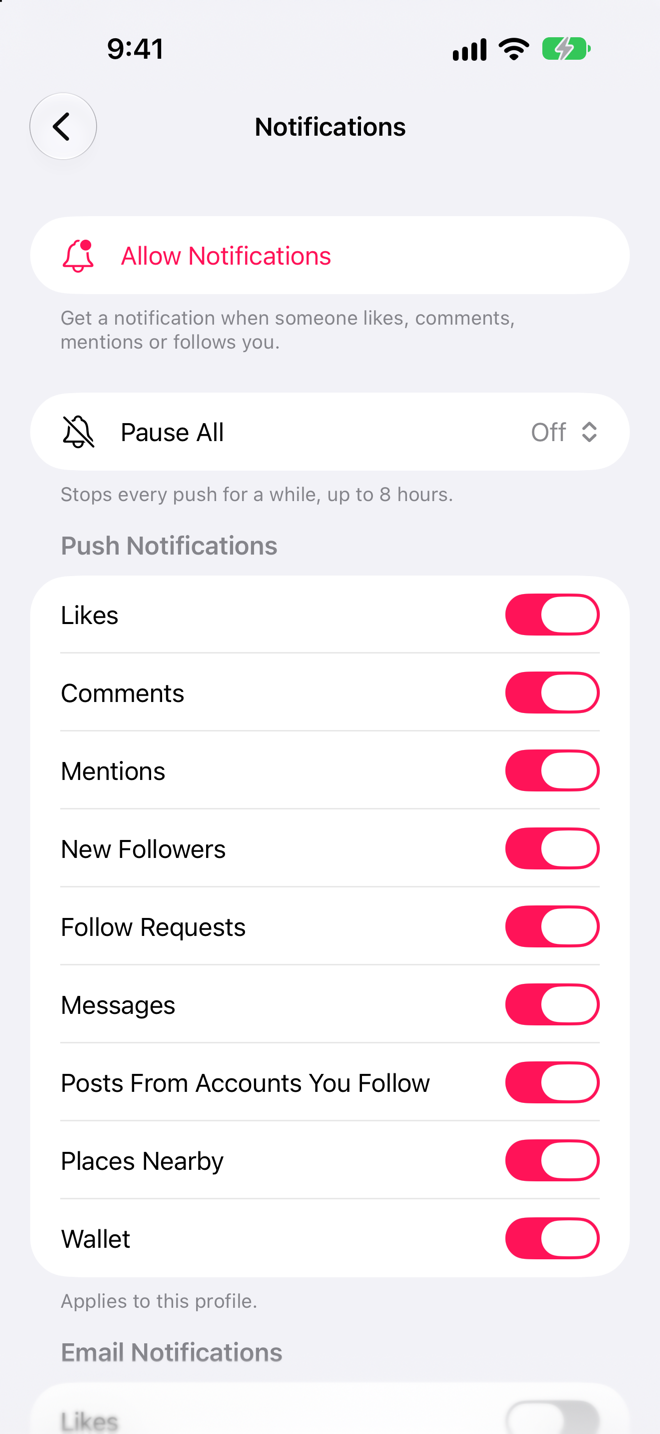 9:41
Notifications
Allow Notifications
Get a notification when someone likes, comments,
mentions or follows you.
Pause All
Off
Stops every push for a while, up to 8 hours.
Push Notifications
Likes
Comments
Mentions
New Followers
Follow Requests
Messages
Posts From Accounts You Follow
Places Nearby
Wallet
Applies to this profile.
Email Notifications
Likes